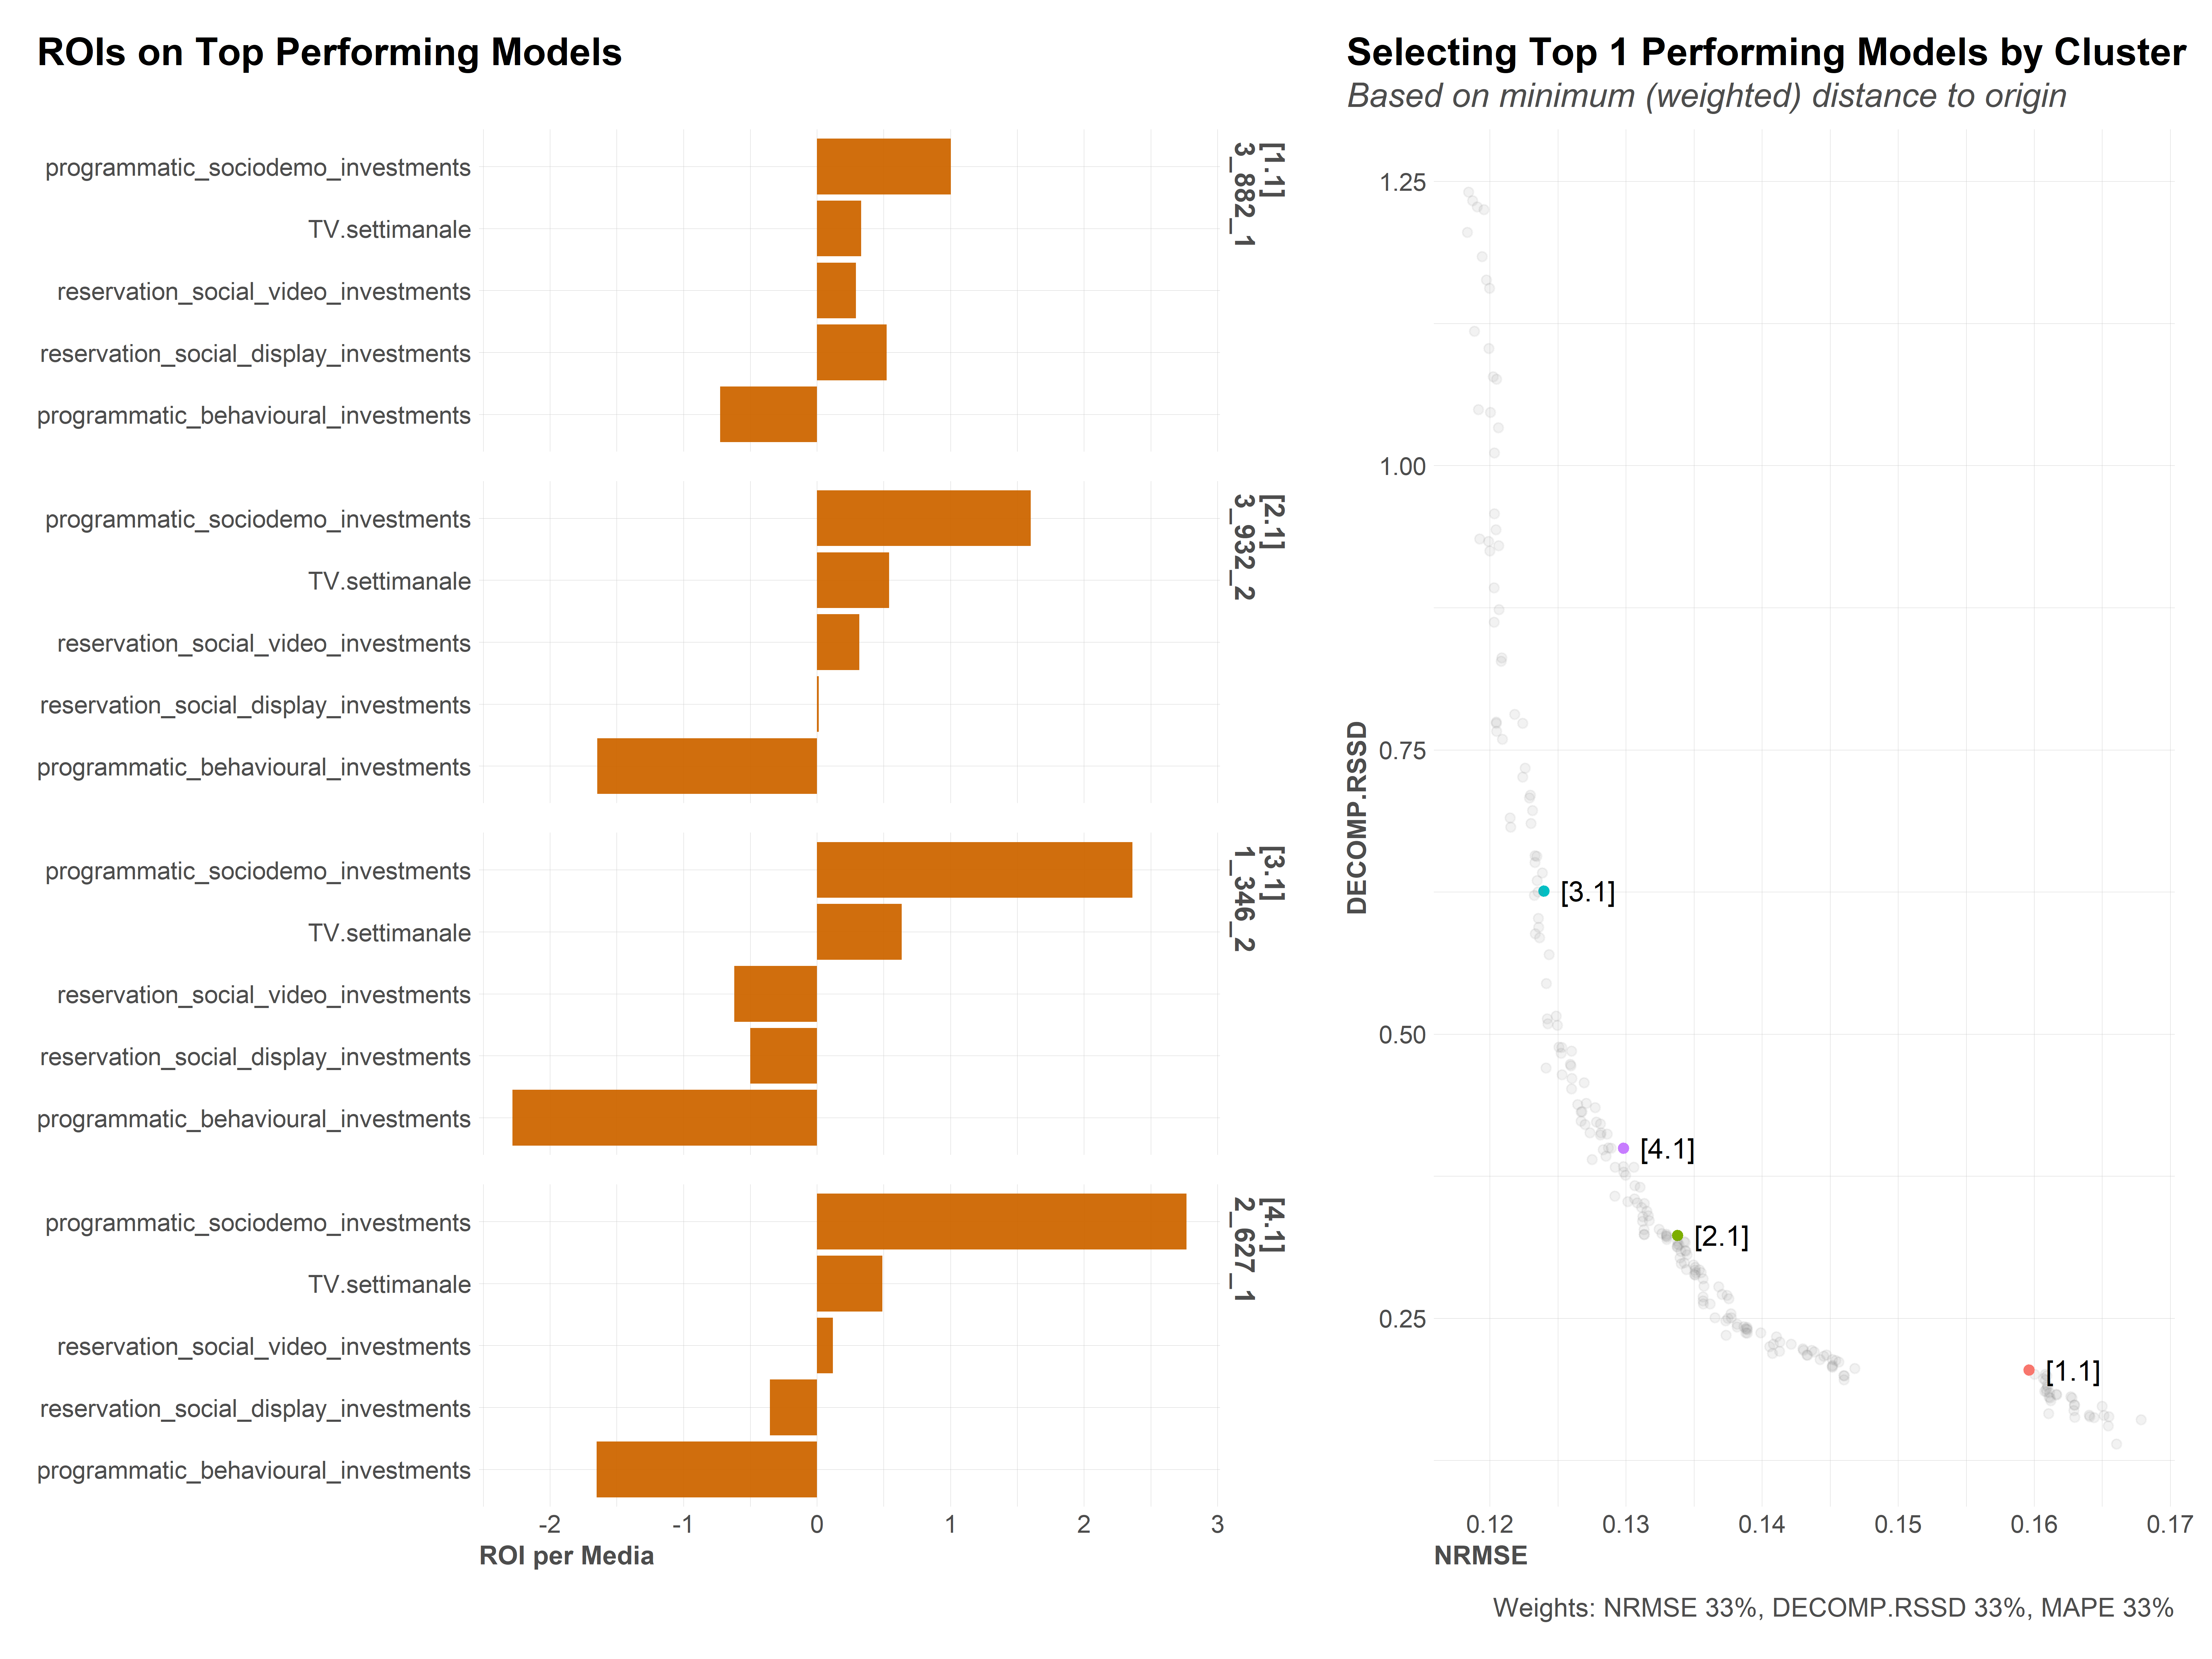 ROIs on Top Performing Models
programmatic_sociodemo_investments
TV.settimanale
reservation_social_video_investments
reservation_social_display_investments
programmatic_behavioural_investments
[1.1]
3_882_1
programmatic_sociodemo_investments
TV.settimanale
reservation_social_video_investments
reservation_social_display_investments
programmatic_behavioural_investments
[2.1]
3_932_2
programmatic_sociodemo_investments
TV.settimanale
reservation_social_video_investments
reservation_social_display_investments
programmatic_behavioural_investments
[3.1]
1_346_2
programmatic_sociodemo_investments
TV.settimanale
reservation_social_video_investments
reservation_social_display_investments
programmatic_behavioural_investments
[4.1]
2_627_1
-2 -1 0 1 2 3
ROI per Media
Selecting Top 1 Performing Models by Cluster
Based on minimum (weighted) distance to origin
DECOMP.RSSD
1.25
1.00
0.75
[3.1]
0.50
[4.1]
[2.1]
0.25
[1.1]
0.12 0.13 0.14 0.15 0.16 0.17
NRMSE
Weights: NRMSE 33%, DECOMP.RSSD 33%, MAPE 33%